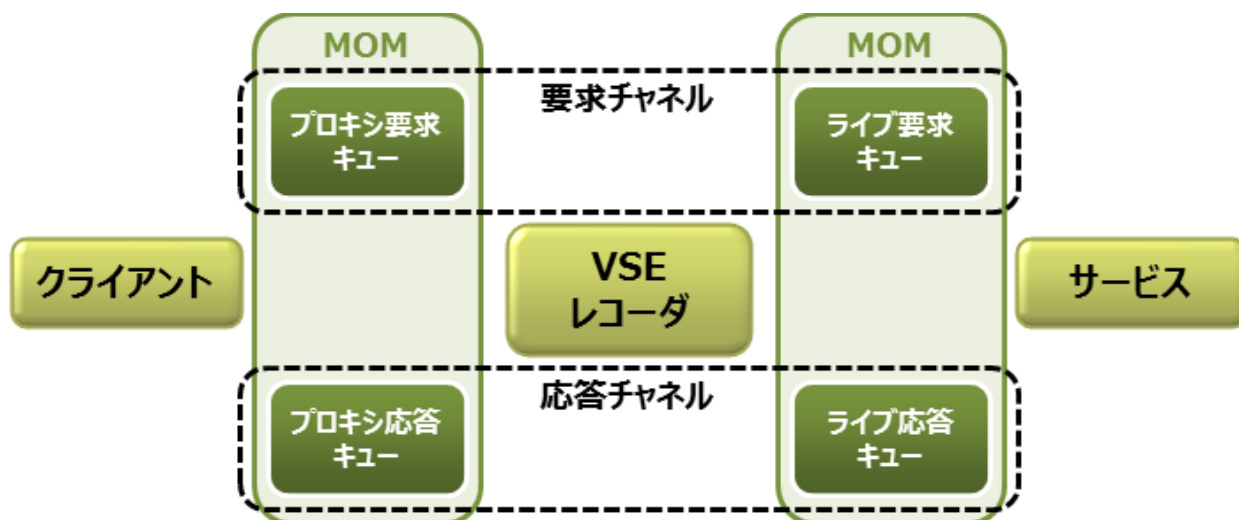 MOM
MOM
要求チャネル
プロキシ要求
キュー
ライブ要求
キュー
クライアント
VSE
レコーダ
サービス
応答チャネル
プロキシ応答
キュー
ライブ応答
キュー